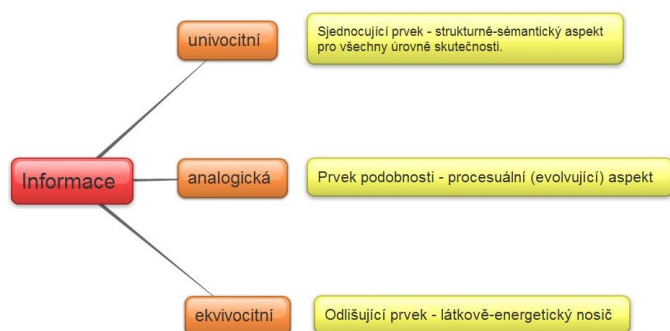 univocitní
Sjednocující prvek - strukturně-sémantický aspekt
pro všechny úrovně skutečnosti.
Informace
analogická
Prvek podobnosti - procesuální (evolvující) aspekt
ekvivocitní
Odlišující prvek - látkově-energetický nosič